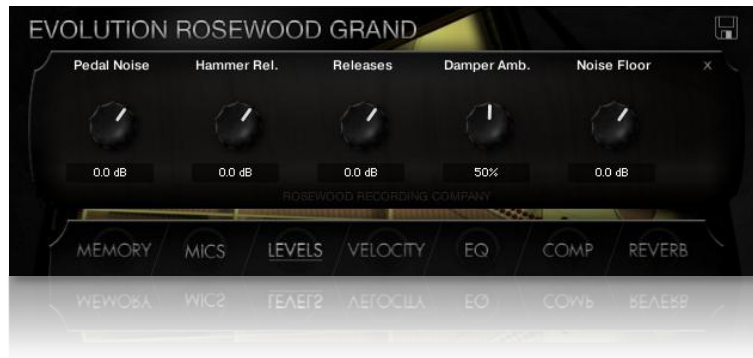 EVOLUTION ROSEWOOD GRAND
Pedal Noise Hammer Rel. Releases Damper Amb. Noise Floor X
0.0 dB 0.0 dB 0.0 dB 50% 0.0 dB
ROSEWOOD RECORDING COMPANY
MEMORY MICS LEVELS VELOCITY EQ COMP REVERB